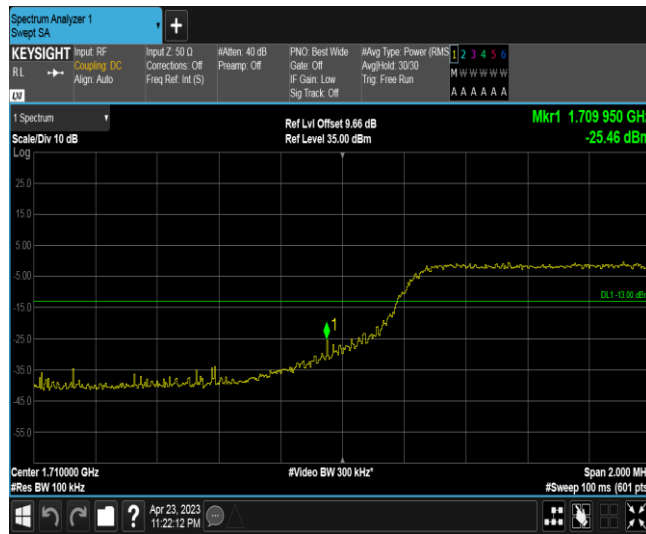 Spectrum Analyzer 1
Swept SA
+
KEYSIGHT
RL
LXI
Input: RF
Coupling: DC
Align: Auto
Input Z: 50 Ω
Corrections: Off
Freq Ref: Int (S)
#Atten: 40 dB
Preamp: Off
PNO: Best Wide
Gate: Off
IF Gain: Low
Sig Track: Off
#Avg Type: Power (RMS
Avg|Hold: 30/30
Trig: Free Run
1 2 3 4 5 6
M W W W W W
A A A A A A
1 Spectrum
Scale/Div 10 dB
Log
Ref Lvl Offset 9.66 dB
Ref Level 35.00 dBm
Mkr1 1.709 950 GHz
-25.46 dBm
25.0
15.0
5.00
-5.00
-15.0
-25.0
-35.0
-45.0
-55.0
DL1 -13.00 dBm
1
Center 1.710000 GHz
#Res BW 100 kHz
#Video BW 300 kHz*
Span 2.000 MH
#Sweep 100 ms (601 pts
?
Apr 23, 2023
11:22:12 PM